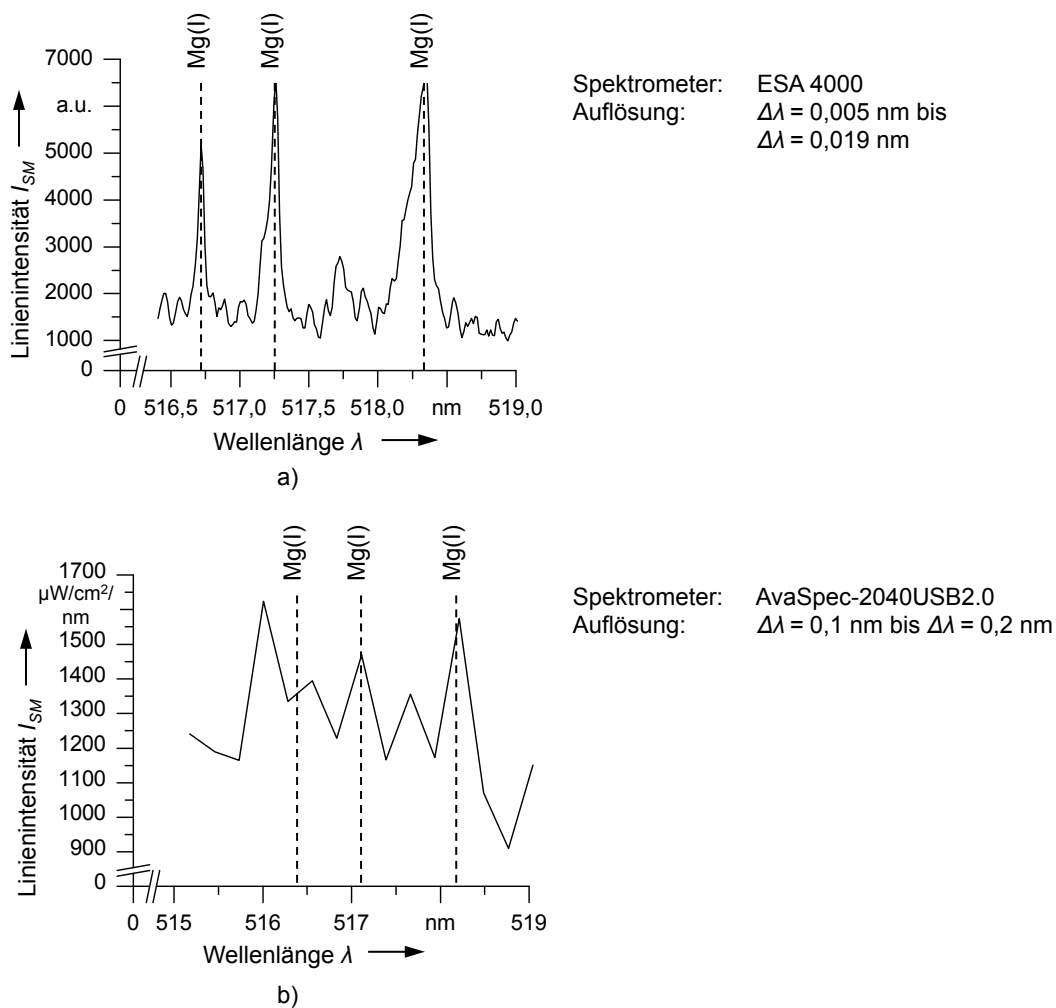 Mg(I)
Mg(I)
Mg(I)
7000
a.u.
5000
4000
3000
2000
1000
0
Linienintensität I_SM
0 516,5 517,0 517,5 518,0 nm 519,0
Wellenlänge λ
a)
Spektrometer: ESA 4000
Auflösung: Δλ = 0,005 nm bis
Δλ = 0,019 nm
Mg(I)
Mg(I)
Mg(I)
1700
µW/cm²/
nm
1500
1400
1300
1200
1100
1000
900
0
Linienintensität I_SM
0 515 516 517 nm 519
Wellenlänge λ
b)
Spektrometer: AvaSpec-2040USB2.0
Auflösung: Δλ = 0,1 nm bis Δλ = 0,2 nm